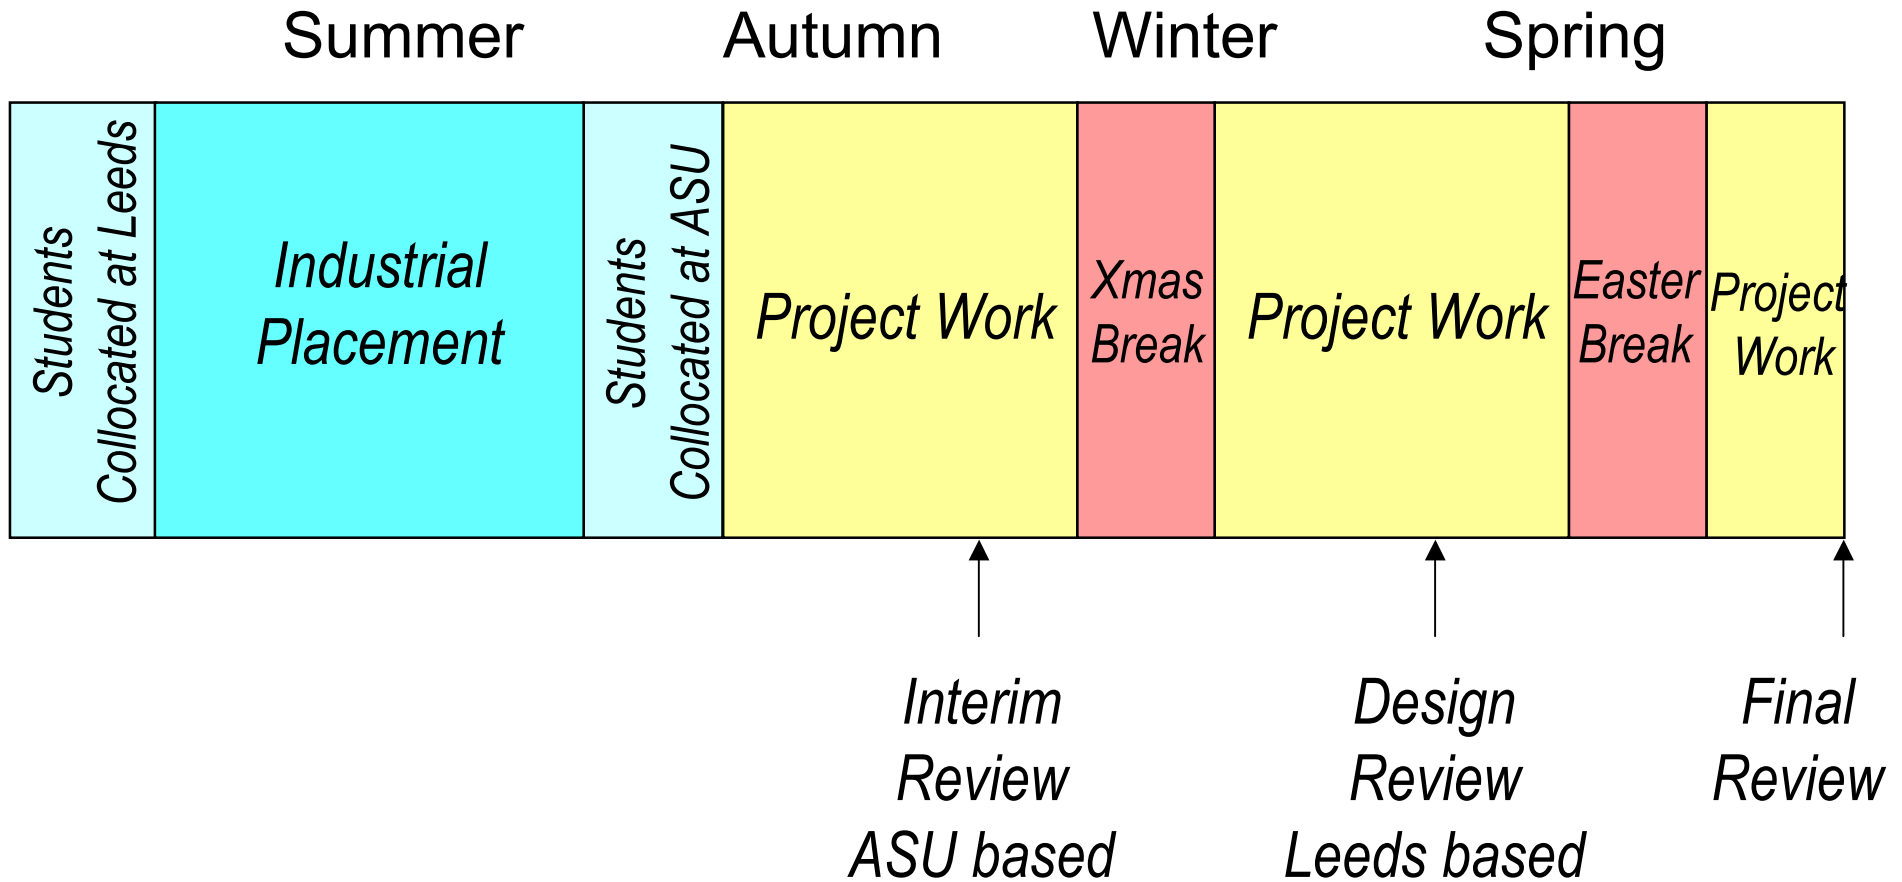 Summer
Autumn
Winter
Spring
Students
Collocated at Leeds
Industrial
Placement
Students
Collocated at ASU
Project Work
Xmas
Break
Project Work
Easter
Break
Project
Work
Interim
Review
ASU based
Design
Review
Leeds based
Final
Review